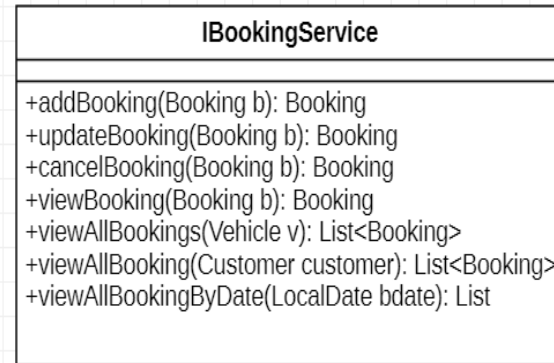 IBookingService
+addBooking(Booking b): Booking
+updateBooking(Booking b): Booking
+cancelBooking(Booking b): Booking
+viewBooking(Booking b): Booking
+viewAllBookings(Vehicle v): List<Booking>
+viewAllBooking(Customer customer): List<Booking>
+viewAllBookingByDate(LocalDate bdate): List